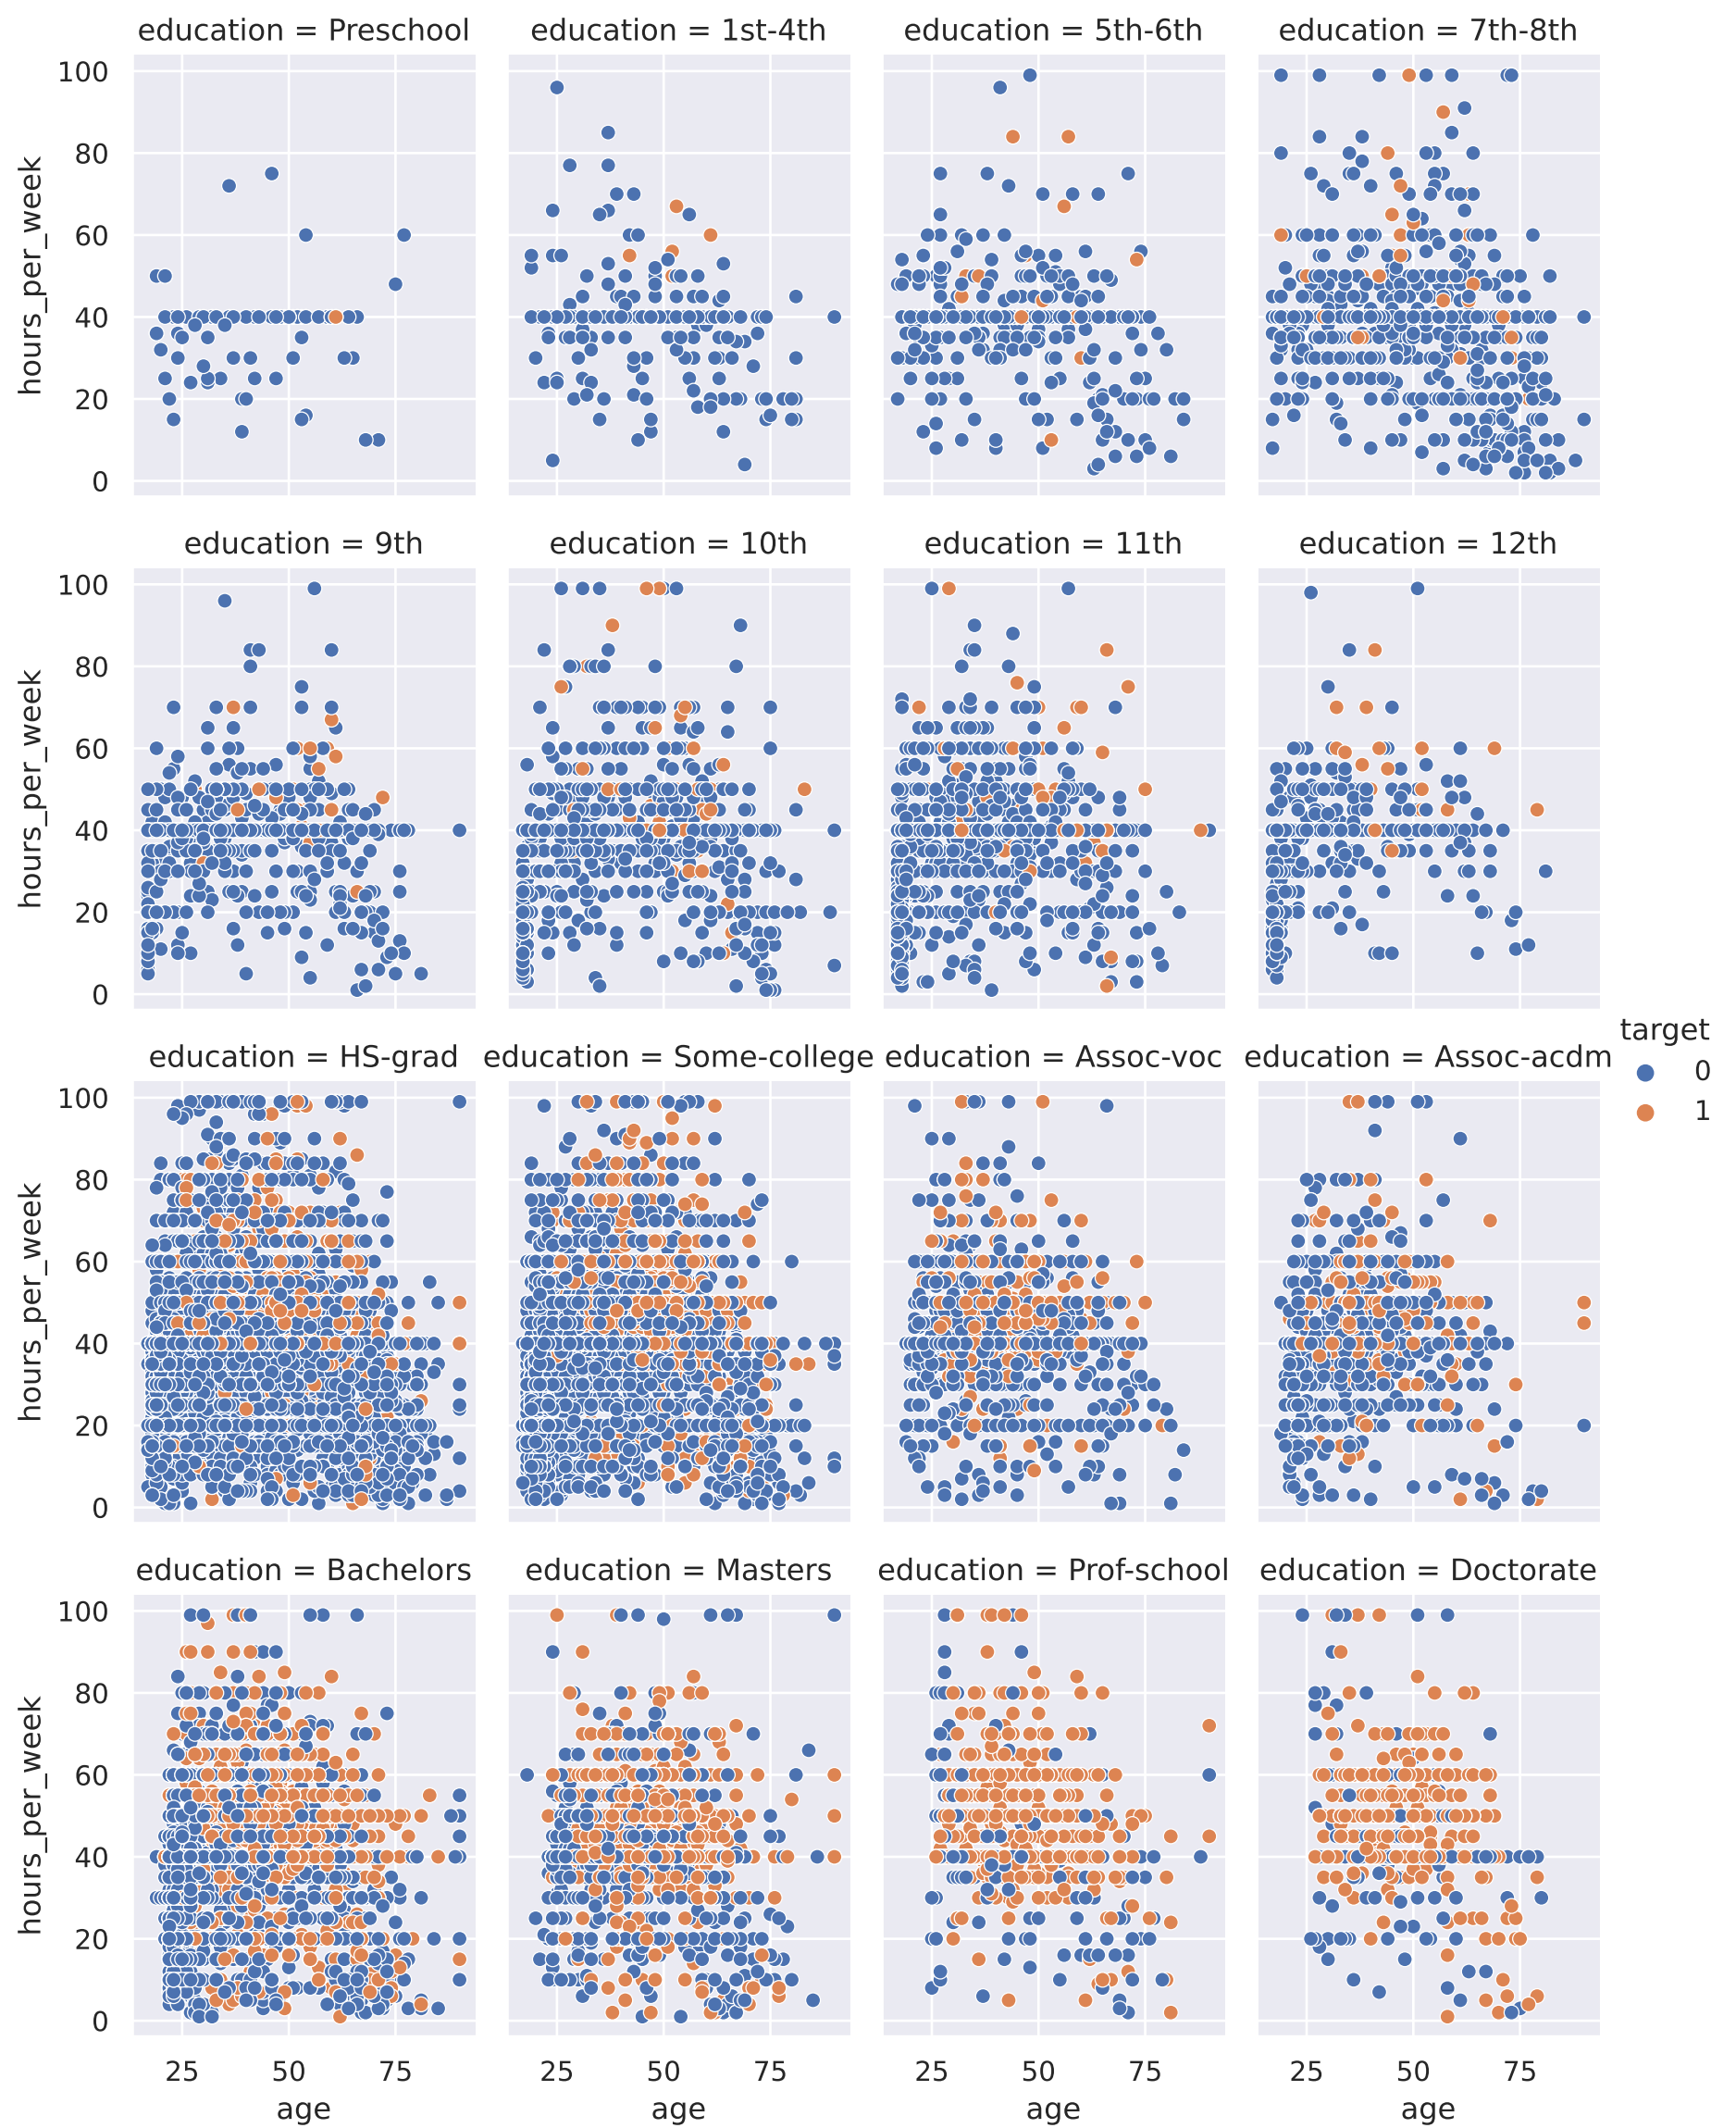 education = Preschool
education = 1st-4th
education = 5th-6th
education = 7th-8th
100
80
60
40
20
0
hours_per_week
education = 9th
education = 10th
education = 11th
education = 12th
100
80
60
40
20
0
hours_per_week
target
0
1
education = HS-grad
education = Some-college
education = Assoc-voc
education = Assoc-acdm
100
80
60
40
20
0
hours_per_week
education = Bachelors
education = Masters
education = Prof-school
education = Doctorate
100
80
60
40
20
0
hours_per_week
25 50 75
25 50 75
25 50 75
25 50 75
age
age
age
age